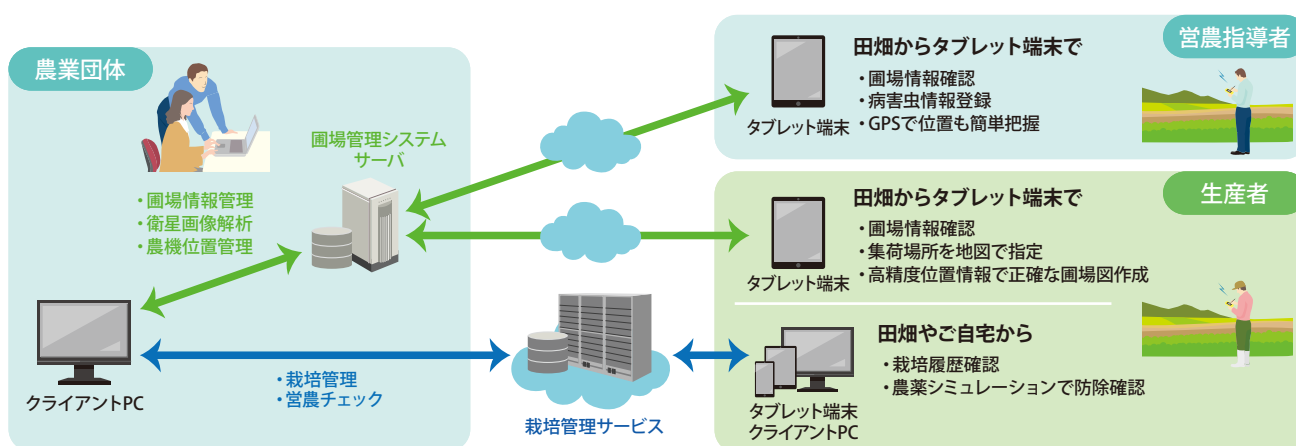 農業団体
圃場管理システム
サーバ
・圃場情報管理
・衛星画像解析
・農機位置管理
クライアントPC
・栽培管理
・営農チェック
栽培管理サービス
営農指導者
田畑からタブレット端末で
・圃場情報確認
・病害虫情報登録
・GPSで位置も簡単把握
タブレット端末
生産者
田畑からタブレット端末で
・圃場情報確認
・集荷場所を地図で指定
・高精度位置情報で正確な圃場図作成
タブレット端末
田畑やご自宅から
・栽培履歴確認
・農薬シミュレーションで防除確認
タブレット端末
クライアントPC